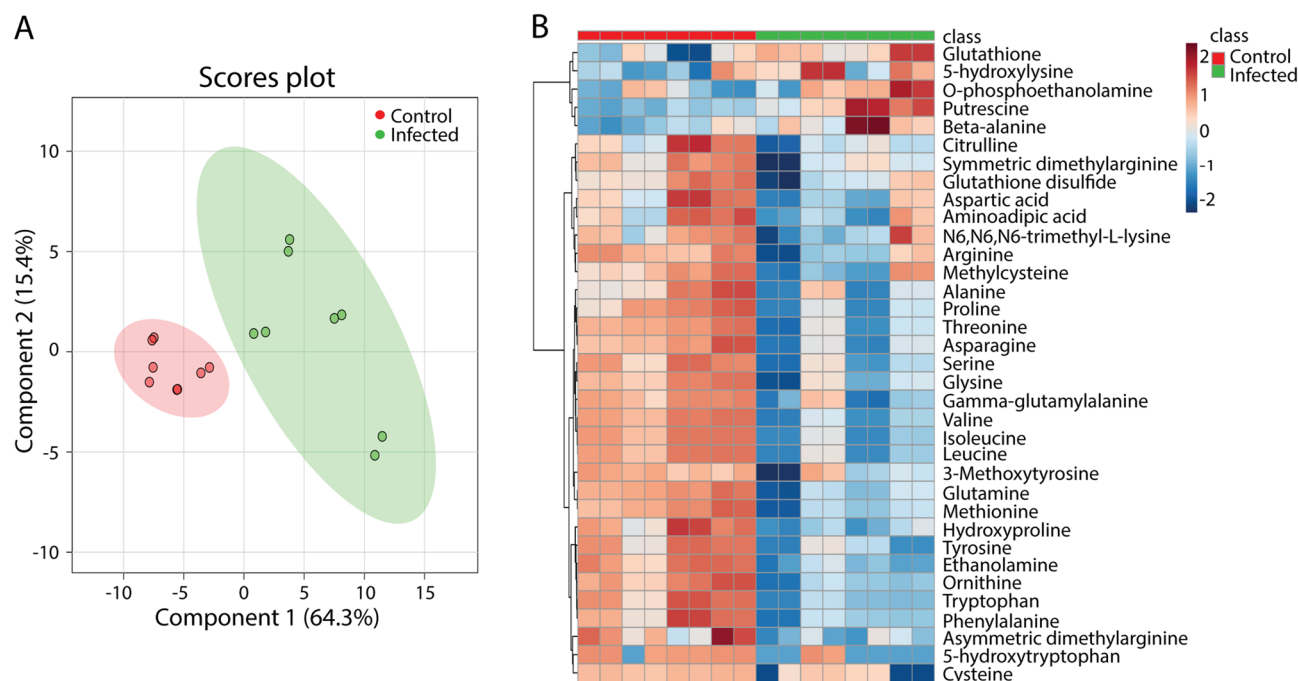 A
Scores plot
Control
Infected
Component 2 (15.4%)
10
5
0
-5
-10
-10
-5
0
5
10
15
Component 1 (64.3%)
B
class
Glutathione
5-hydroxylysine
O-phosphoethanolamine
Putrescine
Beta-alanine
Citrulline
Symmetric dimethylarginine
Glutathione disulfide
Aspartic acid
Aminoadipic acid
N6,N6,N6-trimethyl-L-lysine
Arginine
Methylcysteine
Alanine
Proline
Threonine
Asparagine
Serine
Glysine
Gamma-glutamylalanine
Valine
Isoleucine
Leucine
3-Methoxytyrosine
Glutamine
Methionine
Hydroxyproline
Tyrosine
Ethanolamine
Ornithine
Tryptophan
Phenylalanine
Asymmetric dimethylarginine
5-hydroxytryptophan
Cysteine
2
1
0
-1
-2
class
Control
Infected